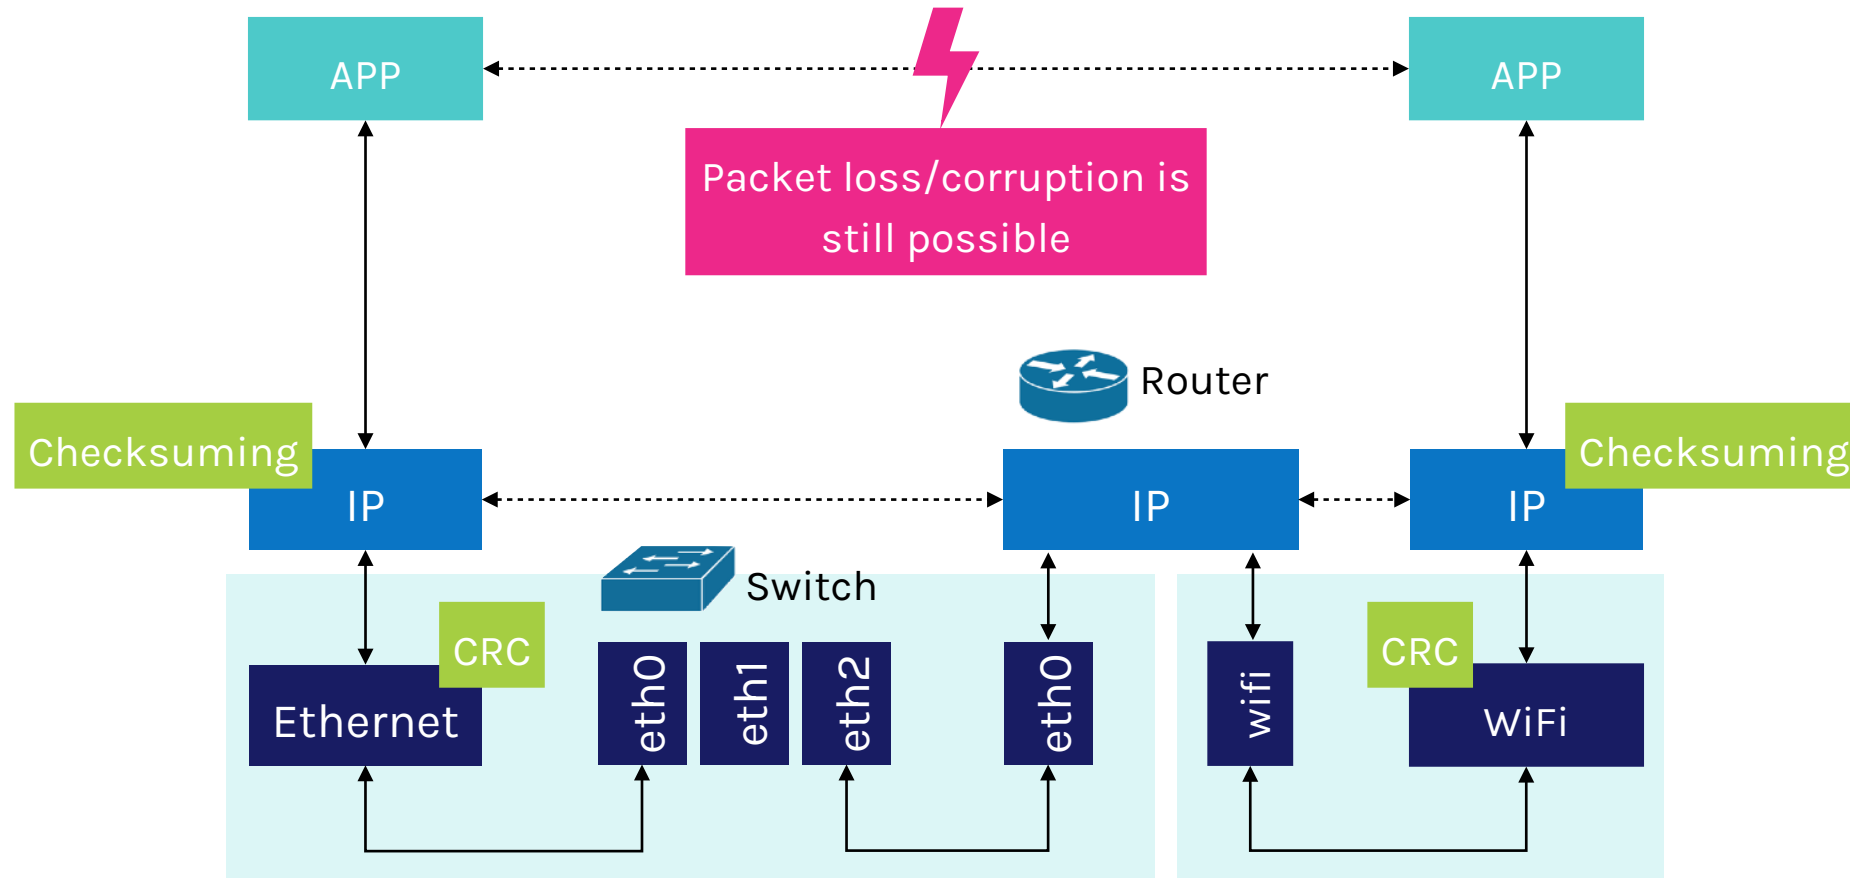 APP
APP
Packet loss/corruption is
still possible
Router
Checksuming
Checksuming
IP
IP
IP
Switch
CRC
CRC
Ethernet
eth0
eth1
eth2
eth0
wifi
WiFi